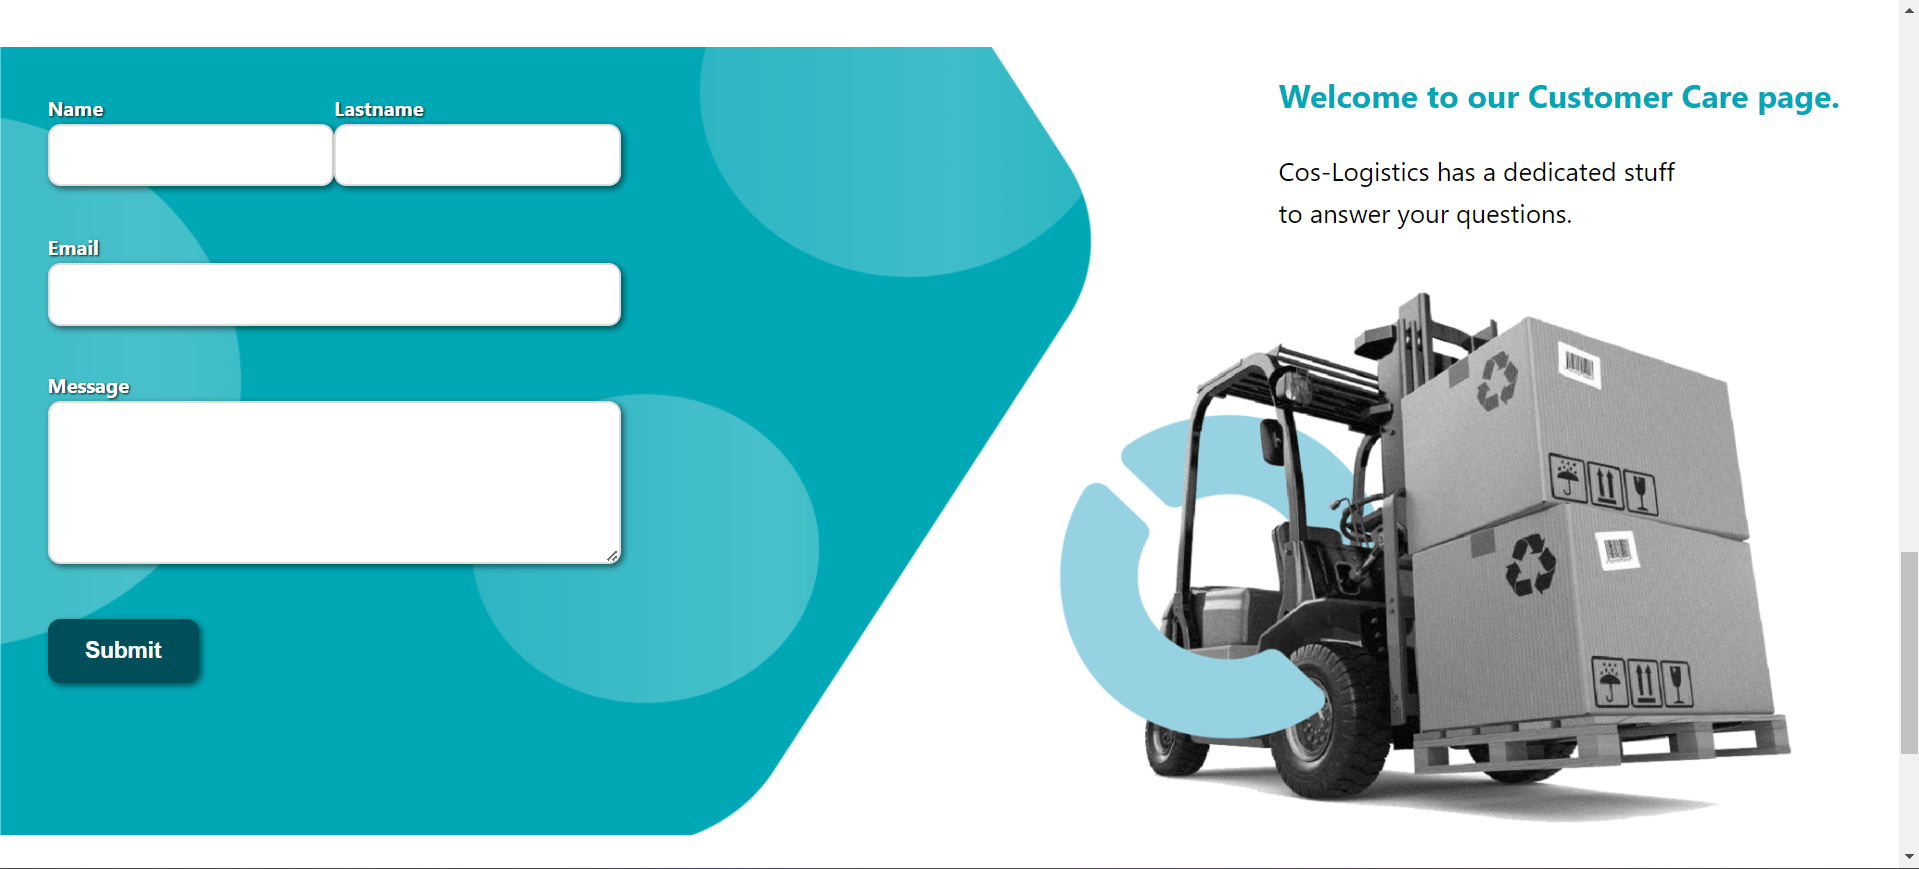 Name
Lastname
Email
Message
Submit
Welcome to our Customer Care page.
Cos-Logistics has a dedicated stuff
to answer your questions.